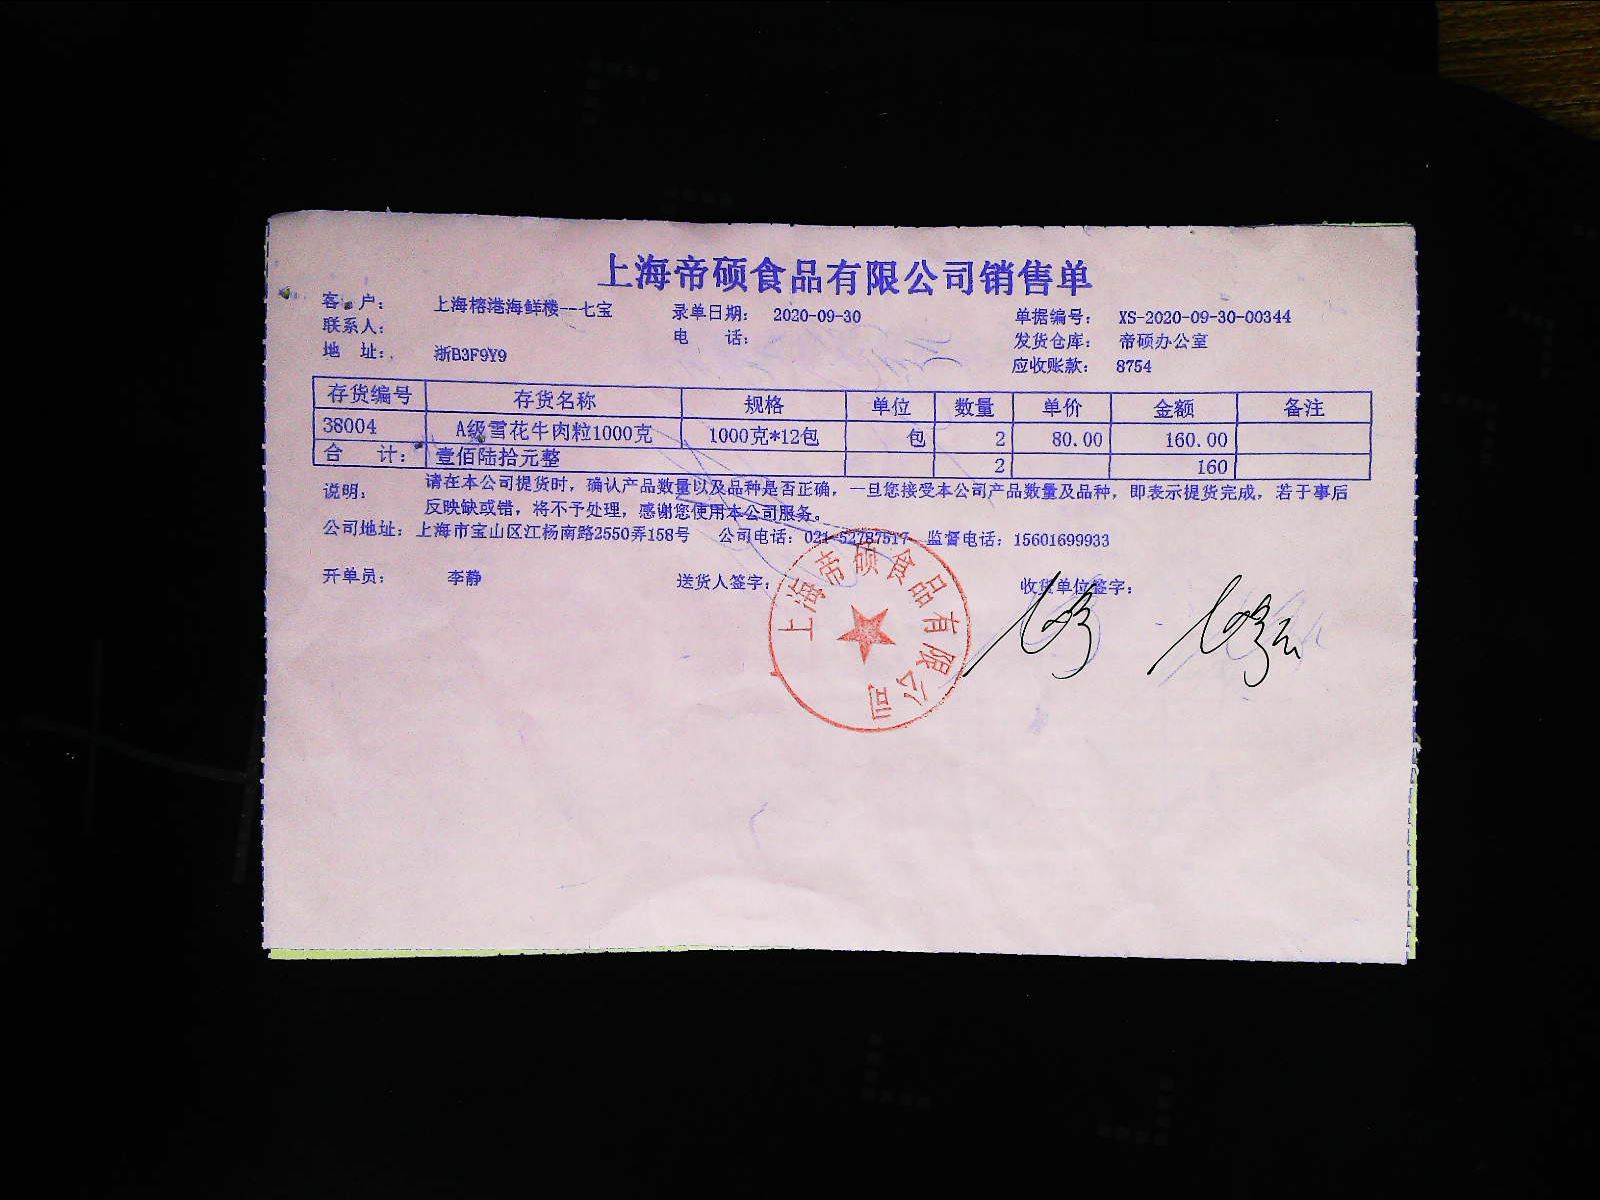 上海帝硕食品有限公司销售单
客 户： 上海榕港海鲜楼--七宝 录单日期： 2020-09-30 单据编号： XS-2020-09-30-00344
联系人： 电 话： 发货仓库： 帝硕办公室
地 址： 浙B3F9Y9 应收账款： 8754
存货编号 存货名称 规格 单位 数量 单价 金额 备注
38004 A级雪花牛肉粒1000克 1000克*12包 包 2 80.00 160.00
合 计： 壹佰陆拾元整 2 160
说明： 请在本公司提货时，确认产品数量以及品种是否正确，一旦您接受本公司产品数量及品种，即表示提货完成，若于事后
反映缺或错，将不予处理，感谢您使用本公司服务。
公司地址：上海市宝山区江杨南路2550弄158号 公司电话：021-52787517 监督电话：15601699933
开单员： 李静 送货人签字： 收货单位签字：
上海帝硕食品有限公司